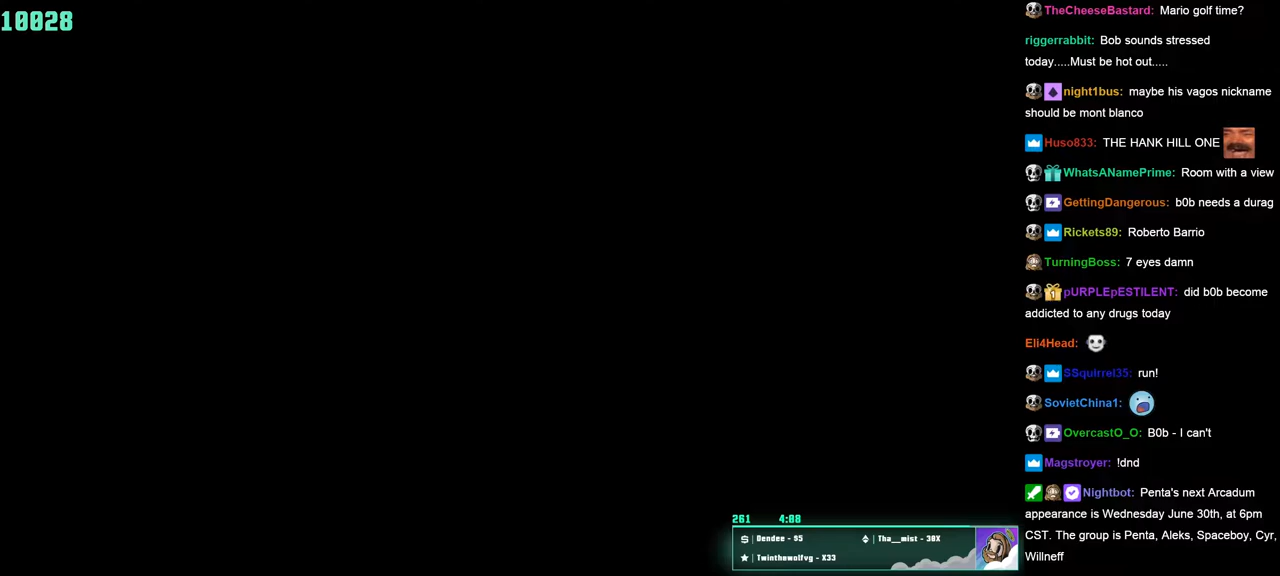 10028
TheCheeseBastard: Mario golf time?
riggerrabbit: Bob sounds stressed
today.....Must be hot out.....
night1bus: maybe his vagos nickname
should be mont blanco
Huso833: THE HANK HILL ONE
WhatsANamePrime: Room with a view
GettingDangerous: b0b needs a durag
Rickets89: Roberto Barrio
TurningBoss: 7 eyes damn
pURPLEpESTILENT: did b0b become
addicted to any drugs today
Eli4Head:
SSquirrel35: run!
SovietChina1:
OvercastO_O: B0b - I can't
Magstroyer: !dnd
Nightbot: Penta's next Arcadum
appearance is Wednesday June 30th, at 6pm
CST. The group is Penta, Aleks, Spaceboy, Cyr,
Willneff
261 4:08
Dendee - 95 Tha__mist - 30X
Twinthewolfvg - X33